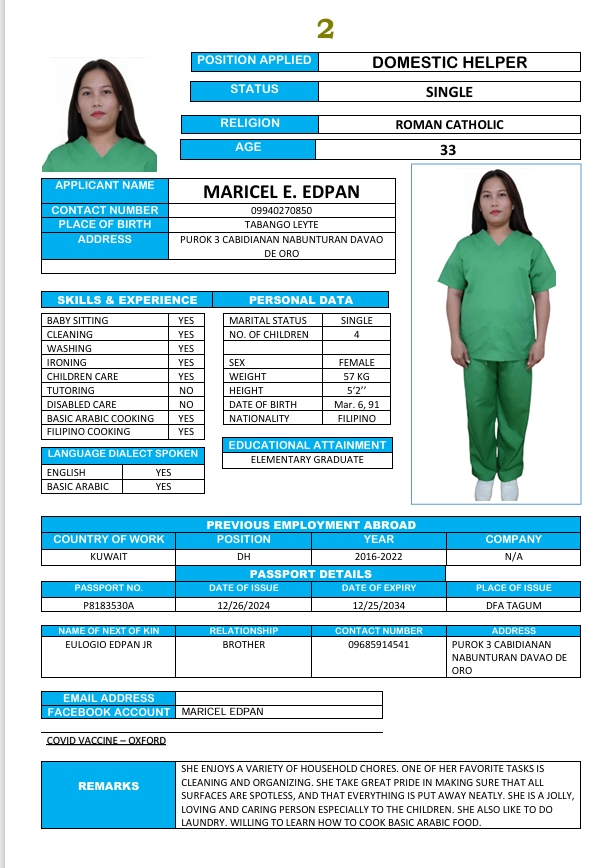 2
POSITION APPLIED DOMESTIC HELPER
STATUS SINGLE
RELIGION ROMAN CATHOLIC
AGE 33
APPLICANT NAME MARICEL E. EDPAN
CONTACT NUMBER 09940270850
PLACE OF BIRTH TABANGO LEYTE
ADDRESS PUROK 3 CABIDIANAN NABUNTURAN DAVAO
DE ORO
SKILLS & EXPERIENCE PERSONAL DATA
BABY SITTING YES MARITAL STATUS SINGLE
CLEANING YES NO. OF CHILDREN 4
WASHING YES
IRONING YES SEX FEMALE
CHILDREN CARE YES WEIGHT 57 KG
TUTORING NO HEIGHT 5'2''
DISABLED CARE NO DATE OF BIRTH Mar. 6, 91
BASIC ARABIC COOKING YES NATIONALITY FILIPINO
FILIPINO COOKING YES
EDUCATIONAL ATTAINMENT
ELEMENTARY GRADUATE
LANGUAGE DIALECT SPOKEN
ENGLISH YES
BASIC ARABIC YES
PREVIOUS EMPLOYMENT ABROAD
COUNTRY OF WORK POSITION YEAR COMPANY
KUWAIT DH 2016-2022 N/A
PASSPORT DETAILS
PASSPORT NO. DATE OF ISSUE DATE OF EXPIRY PLACE OF ISSUE
P8183530A 12/26/2024 12/25/2034 DFA TAGUM
NAME OF NEXT OF KIN RELATIONSHIP CONTACT NUMBER ADDRESS
EULOGIO EDPAN JR BROTHER 09685914541 PUROK 3 CABIDIANAN
NABUNTURAN DAVAO DE
ORO
EMAIL ADDRESS
FACEBOOK ACCOUNT MARICEL EDPAN
COVID VACCINE – OXFORD
REMARKS
SHE ENJOYS A VARIETY OF HOUSEHOLD CHORES. ONE OF HER FAVORITE TASKS IS
CLEANING AND ORGANIZING. SHE TAKE GREAT PRIDE IN MAKING SURE THAT ALL
SURFACES ARE SPOTLESS, AND THAT EVERYTHING IS PUT AWAY NEATLY. SHE IS A JOLLY,
LOVING AND CARING PERSON ESPECIALLY TO THE CHILDREN. SHE ALSO LIKE TO DO
LAUNDRY. WILLING TO LEARN HOW TO COOK BASIC ARABIC FOOD.